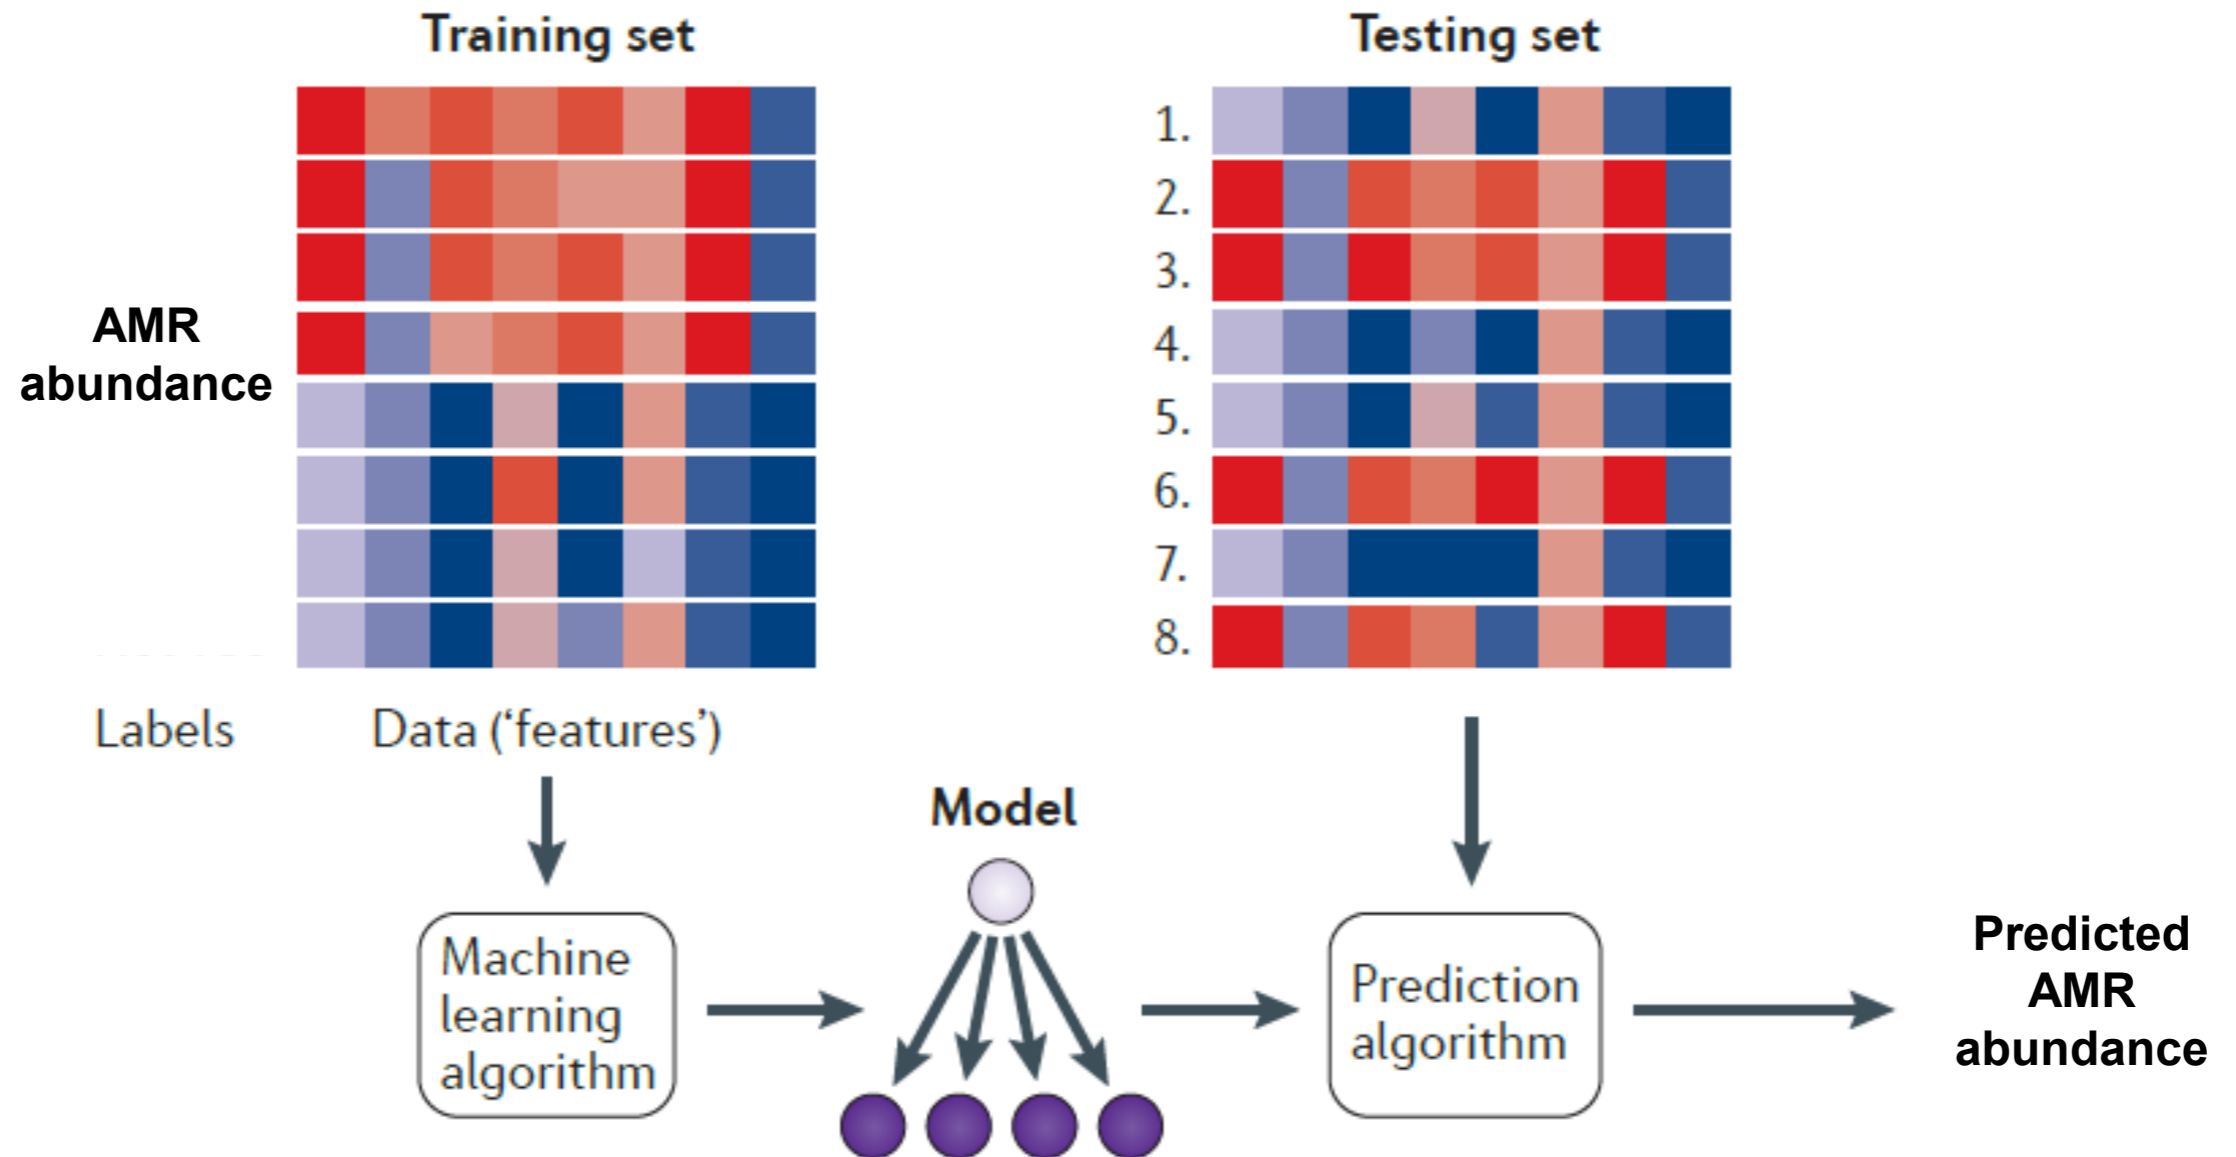 Training set
Testing set
AMR
abundance
1.
2.
3.
4.
5.
6.
7.
8.
Labels
Data (‘features’)
Model
Machine
learning
algorithm
Prediction
algorithm
Predicted
AMR
abundance